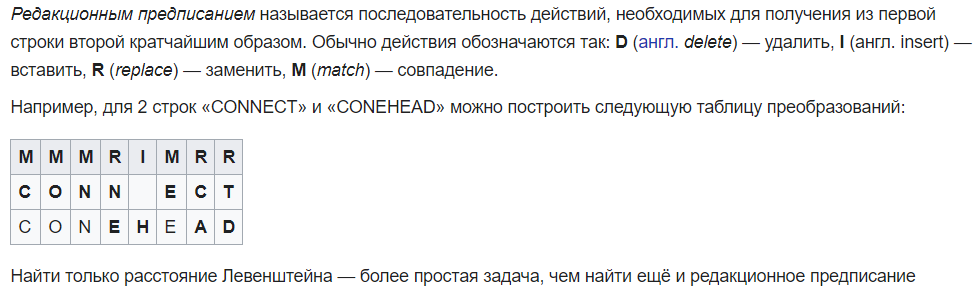 Редакционным предписанием называется последовательность действий, необходимых для получения из первой
строки второй кратчайшим образом. Обычно действия обозначаются так: D (англ. delete) — удалить, I (англ. insert) —
вставить, R (replace) — заменить, M (match) — совпадение.
Например, для 2 строк «CONNECT» и «CONEHEAD» можно построить следующую таблицу преобразований:
M M M R I M R R
C O N N E C T
C O N E H E A D
Найти только расстояние Левенштейна — более простая задача, чем найти ещё и редакционное предписание